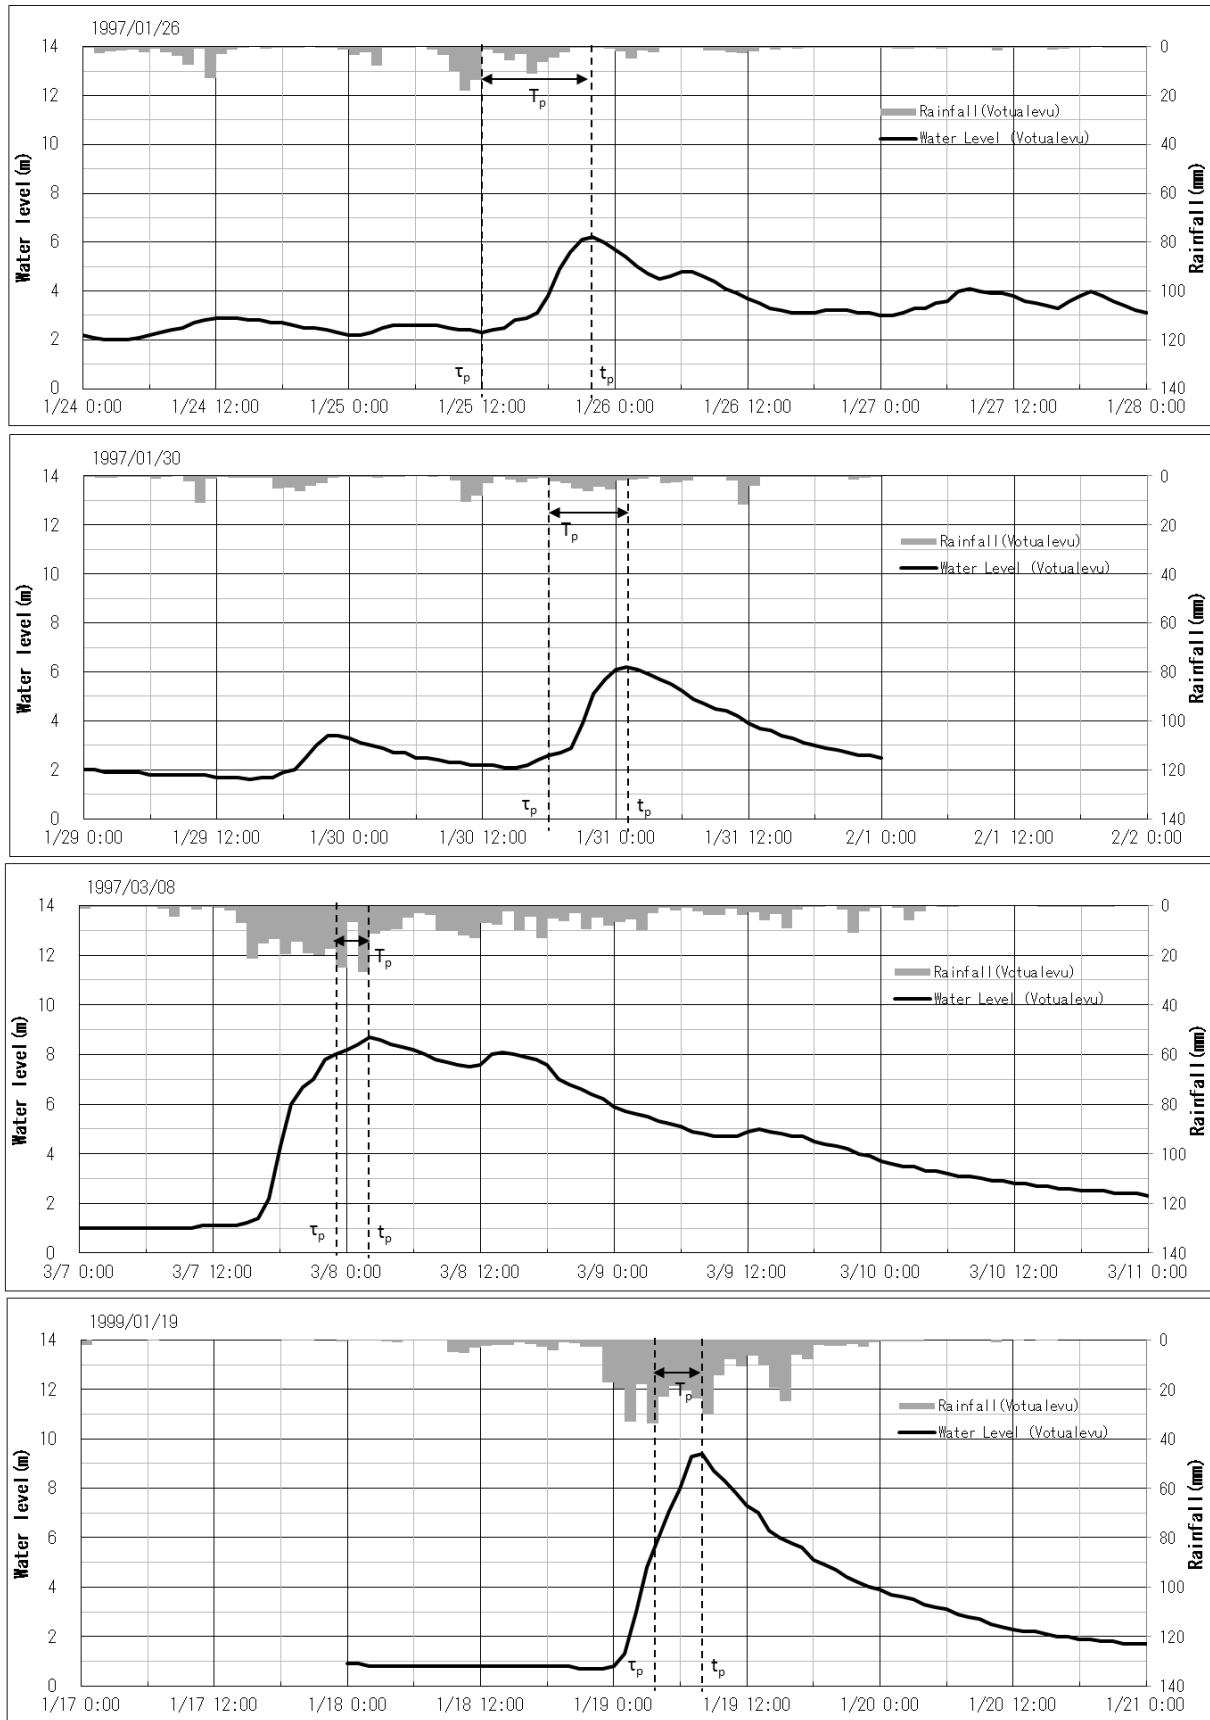 1997/01/26
14 0
12 20
10 40
8 60
6 80
4 100
2 120
0 140
Water level(m)
Rainfall(mm)
Tp
Rainfall(Votualevu)
Water Level (Votualevu)
τp tp
1/24 0:00 1/24 12:00 1/25 0:00 1/25 12:00 1/26 0:00 1/26 12:00 1/27 0:00 1/27 12:00 1/28 0:00
1997/01/30
14 0
12 20
10 40
8 60
6 80
4 100
2 120
0 140
Water level(m)
Rainfall(mm)
Tp
Rainfall(Votualevu)
Water Level (Votualevu)
τp tp
1/29 0:00 1/29 12:00 1/30 0:00 1/30 12:00 1/31 0:00 1/31 12:00 2/1 0:00 2/1 12:00 2/2 0:00
1997/03/08
14 0
12 20
10 40
8 60
6 80
4 100
2 120
0 140
Water level(m)
Rainfall(mm)
Tp
Rainfall(Votualevu)
Water Level (Votualevu)
τp tp
3/7 0:00 3/7 12:00 3/8 0:00 3/8 12:00 3/9 0:00 3/9 12:00 3/10 0:00 3/10 12:00 3/11 0:00
1999/01/19
14 0
12 20
10 40
8 60
6 80
4 100
2 120
0 140
Water level(m)
Rainfall(mm)
Tp
Rainfall(Votualevu)
Water Level (Votualevu)
τp tp
1/17 0:00 1/17 12:00 1/18 0:00 1/18 12:00 1/19 0:00 1/19 12:00 1/20 0:00 1/20 12:00 1/21 0:00